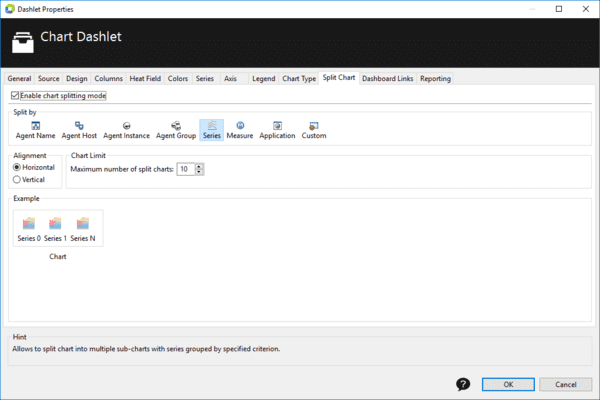 Dashlet Properties
Chart Dashlet
General Source Design Columns Heat Field Colors Series Axis Legend Chart Type Split Chart Dashboard Links Reporting
Enable chart splitting mode
Split by
Agent Name Agent Host Agent Instance Agent Group Series Measure Application Custom
Alignment Chart Limit
Horizontal Maximum number of split charts: 10
Vertical
Example
Series 0 Series 1 Series N
Chart
Hint
Allows to split chart into multiple sub-charts with series grouped by specified criterion.
? OK Cancel